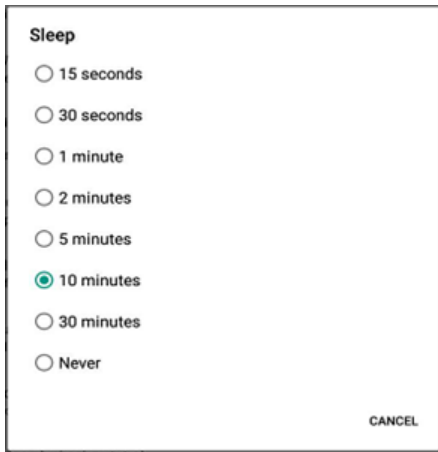 Sleep
15 seconds
30 seconds
1 minute
2 minutes
5 minutes
10 minutes
30 minutes
Never
CANCEL